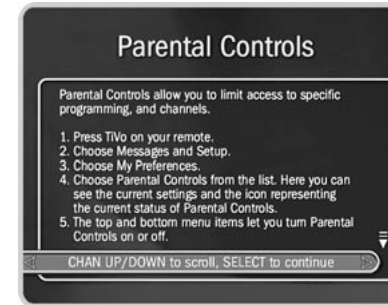 Parental Controls
Parental Controls allow you to limit access to specific
programming, and channels.
1. Press TiVo on your remote.
2. Choose Messages and Setup.
3. Choose My Preferences.
4. Choose Parental Controls from the list. Here you can
see the current settings and the icon representing
the current status of Parental Controls.
5. The top and bottom menu items let you turn Parental
Controls on or off.
CHAN UP/DOWN to scroll, SELECT to continue